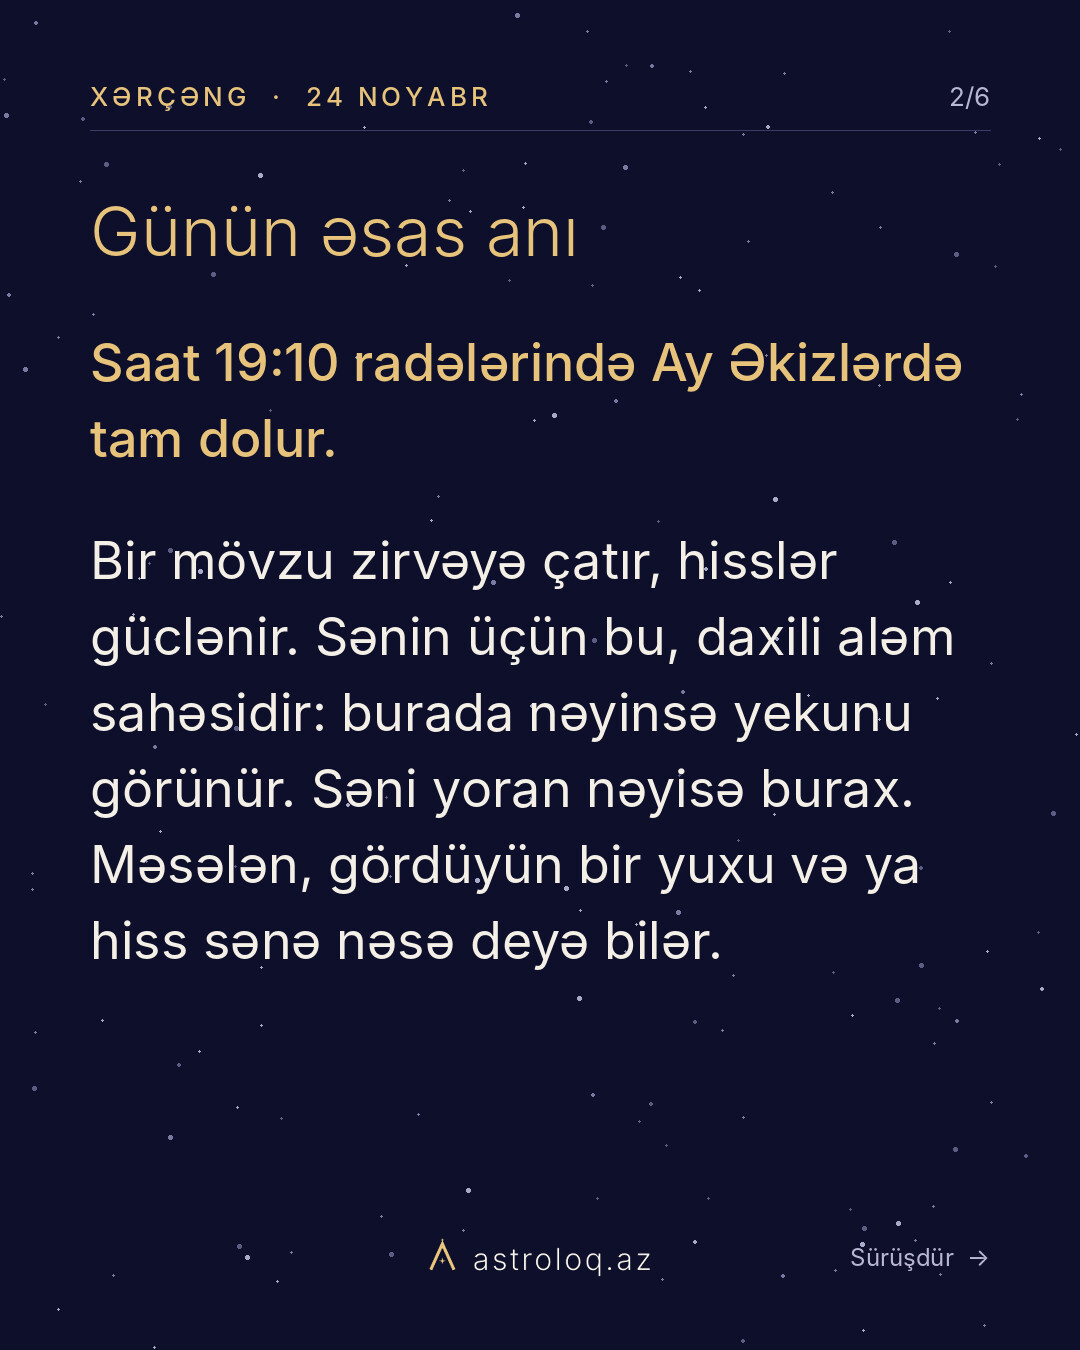 XƏRÇƏNG · 24 NOYABR 2/6
Günün əsas anı
Saat 19:10 radələrində Ay Əkizlərdə
tam dolur.
Bir mövzu zirvəyə çatır, hisslər
güclənir. Sənin üçün bu, daxili aləm
sahəsidir: burada nəyinsə yekunu
görünür. Səni yoran nəyisə burax.
Məsələn, gördüyün bir yuxu və ya
hiss sənə nəsə deyə bilər.
astroloq.az
Sürüşdür →